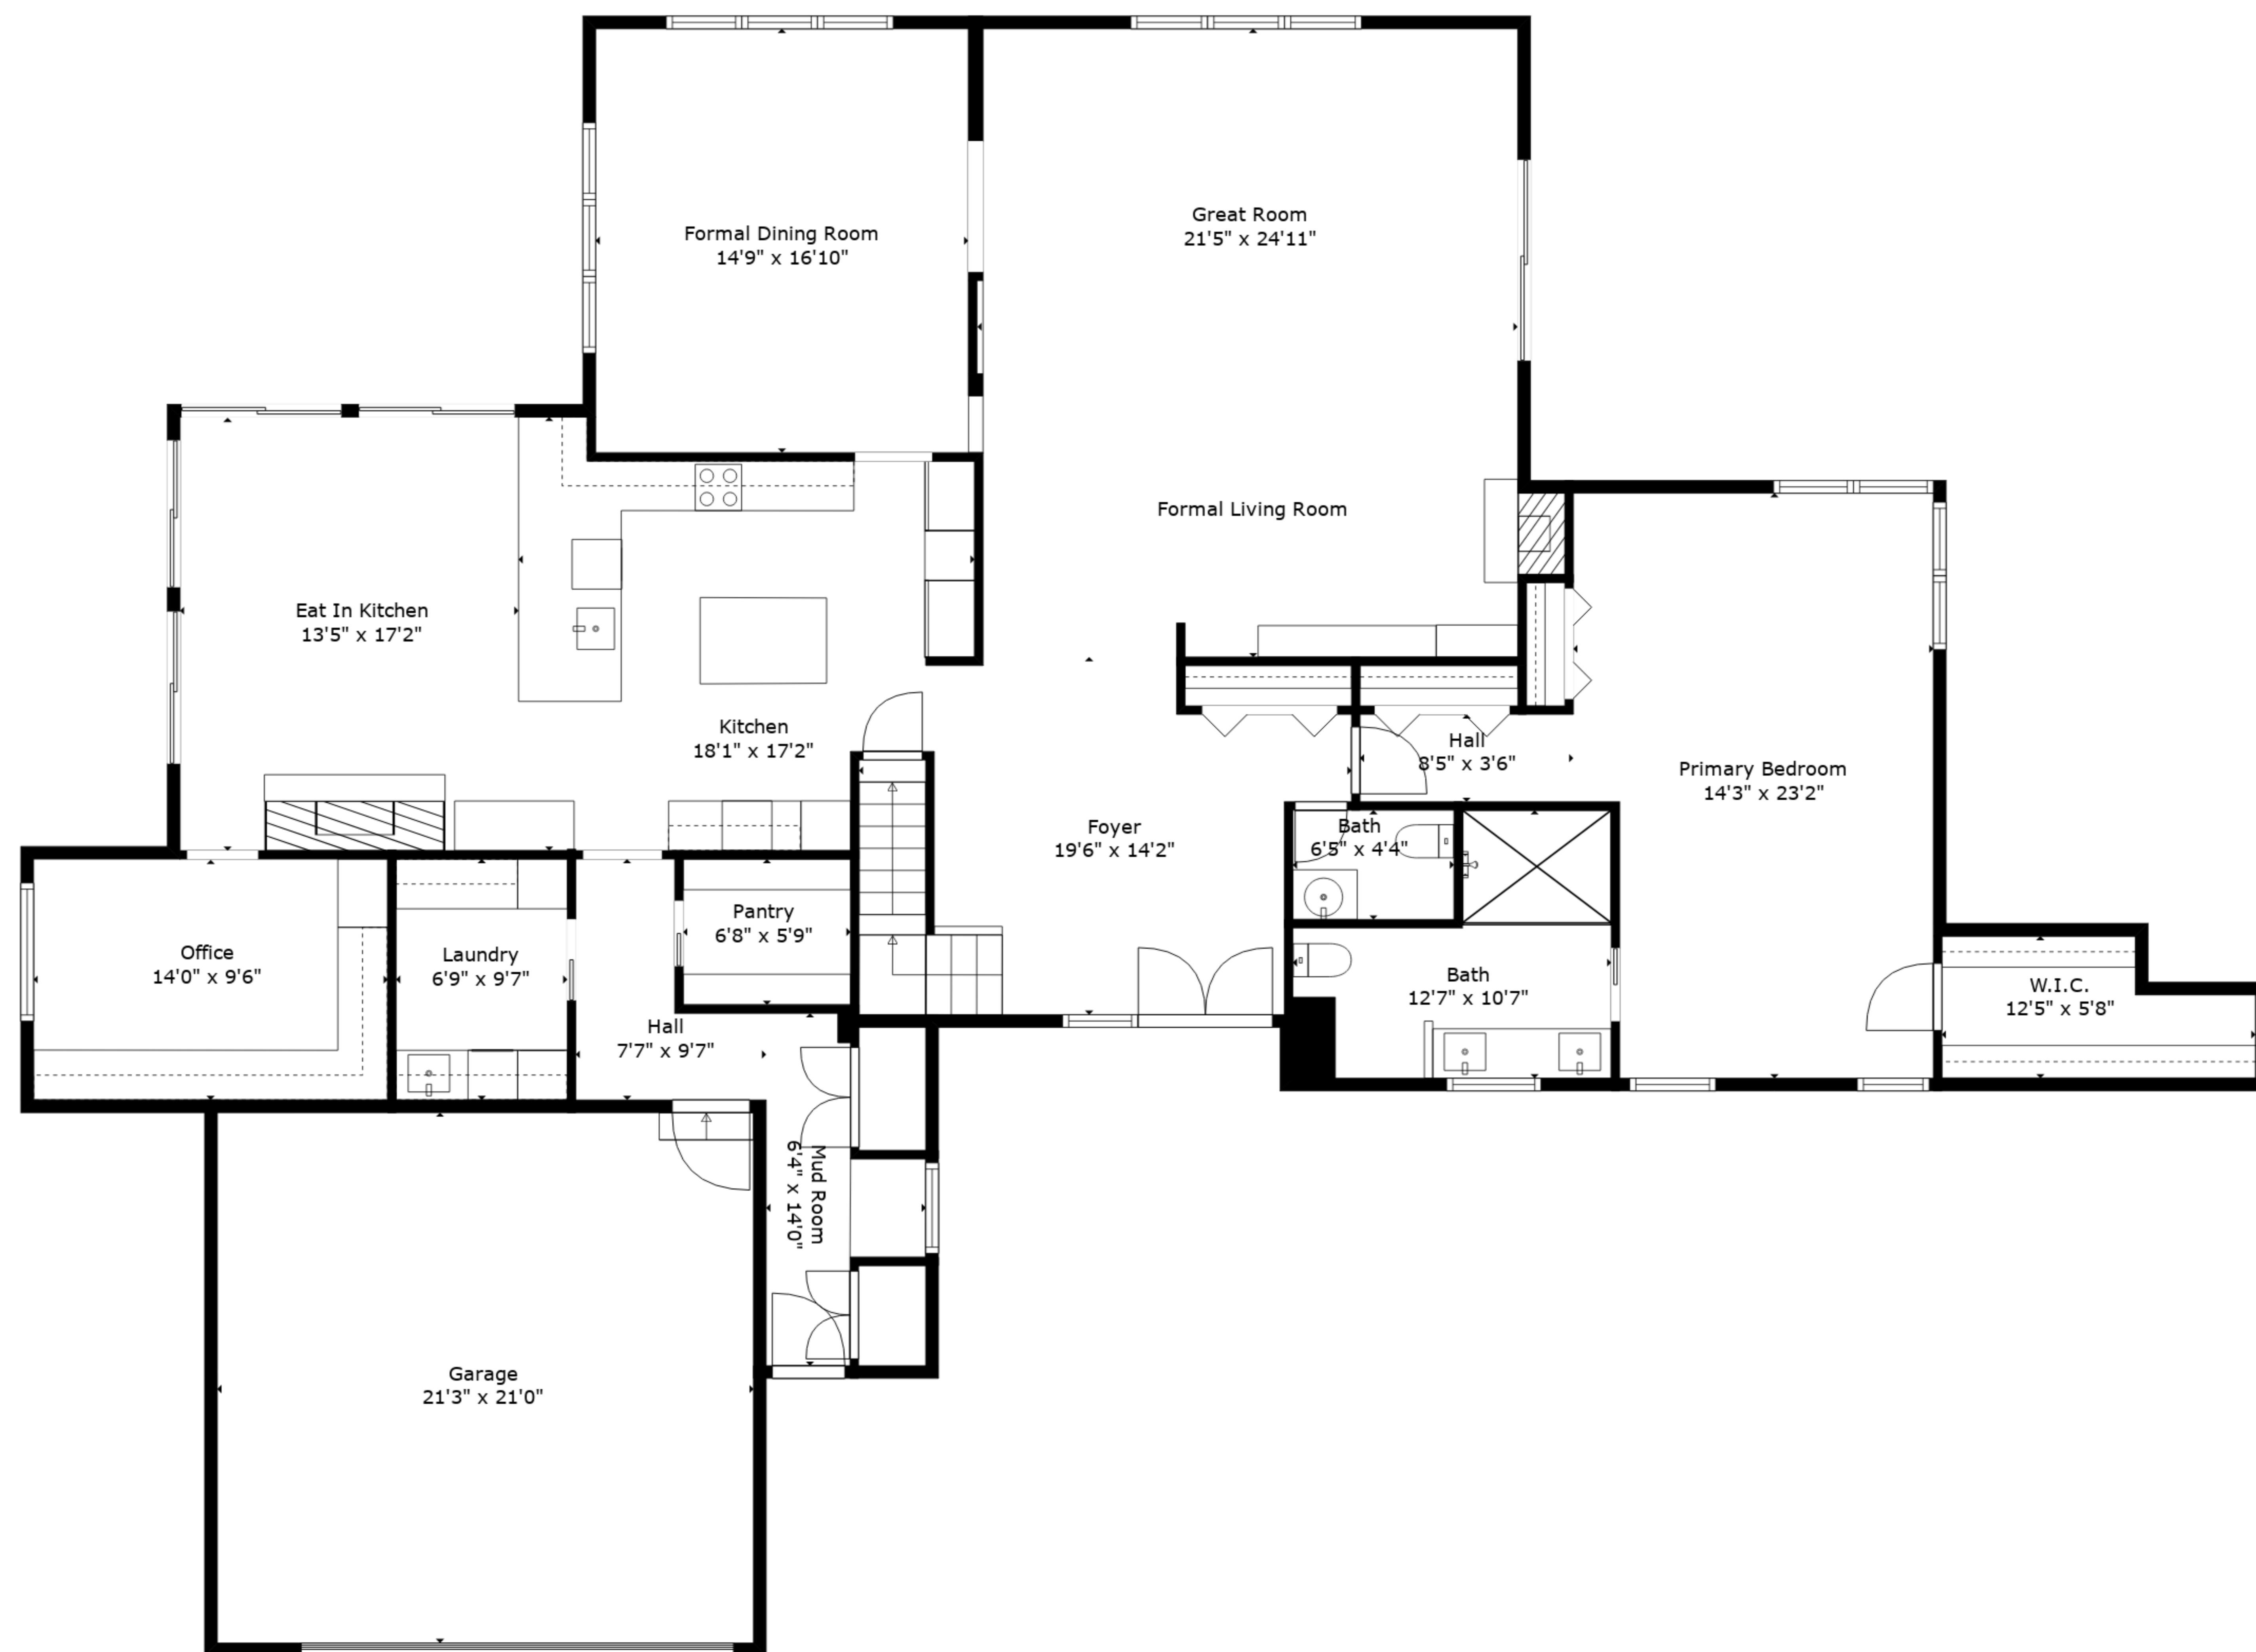 Great Room
21'5" x 24'11"
Formal Dining Room
14'9" x 16'10"
Formal Living Room
Eat In Kitchen
13'5" x 17'2"
Kitchen
18'1" x 17'2"
Hall
8'5" x 3'6"
Primary Bedroom
14'3" x 23'2"
Foyer
19'6" x 14'2"
Bath
6'5" x 4'4"
Pantry
6'8" x 5'9"
Office
14'0" x 9'6"
Laundry
6'9" x 9'7"
Bath
12'7" x 10'7"
W.I.C.
12'5" x 5'8"
Hall
7'7" x 9'7"
Mud Room
6'4" x 14'0"
Garage
21'3" x 21'0"